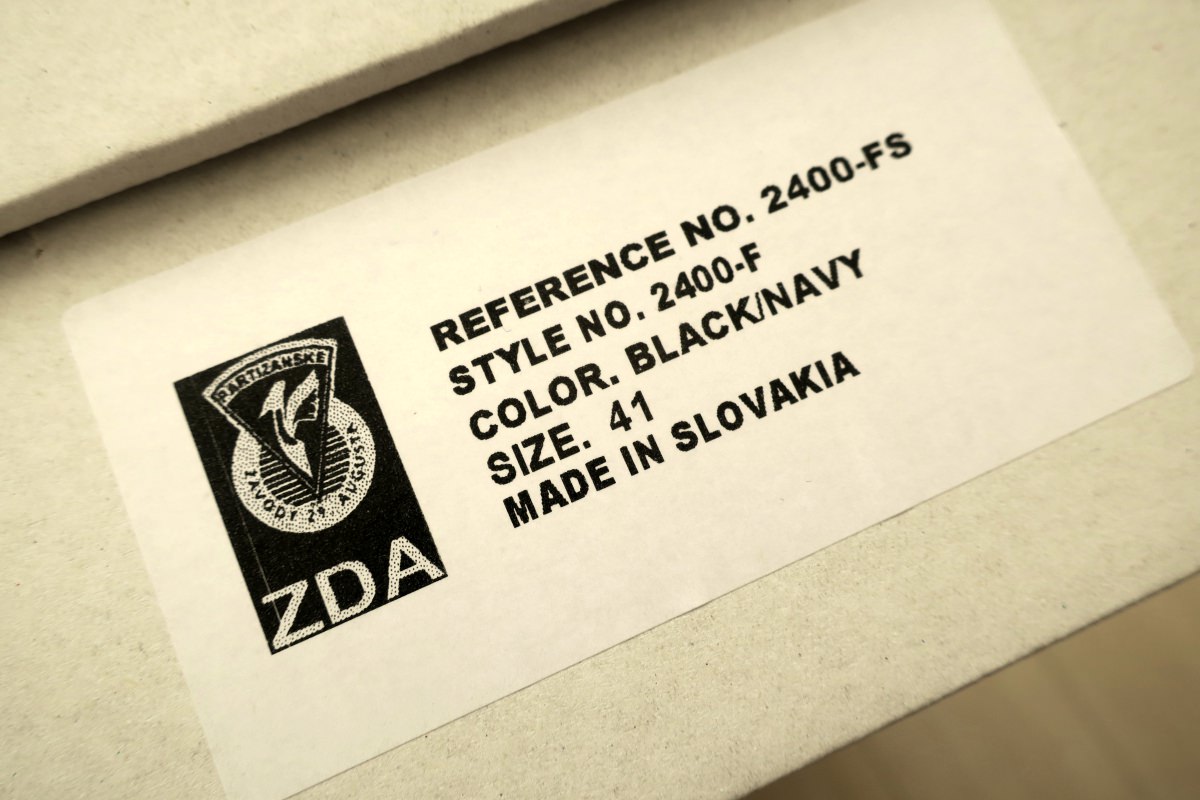 REFERENCE NO. 2400-FS
STYLE NO. 2400-F
COLOR. BLACK/NAVY
SIZE. 41
MADE IN SLOVAKIA
PARTIZÁNSKE
ZÁVODY 29. AUGUSTA
ZDA